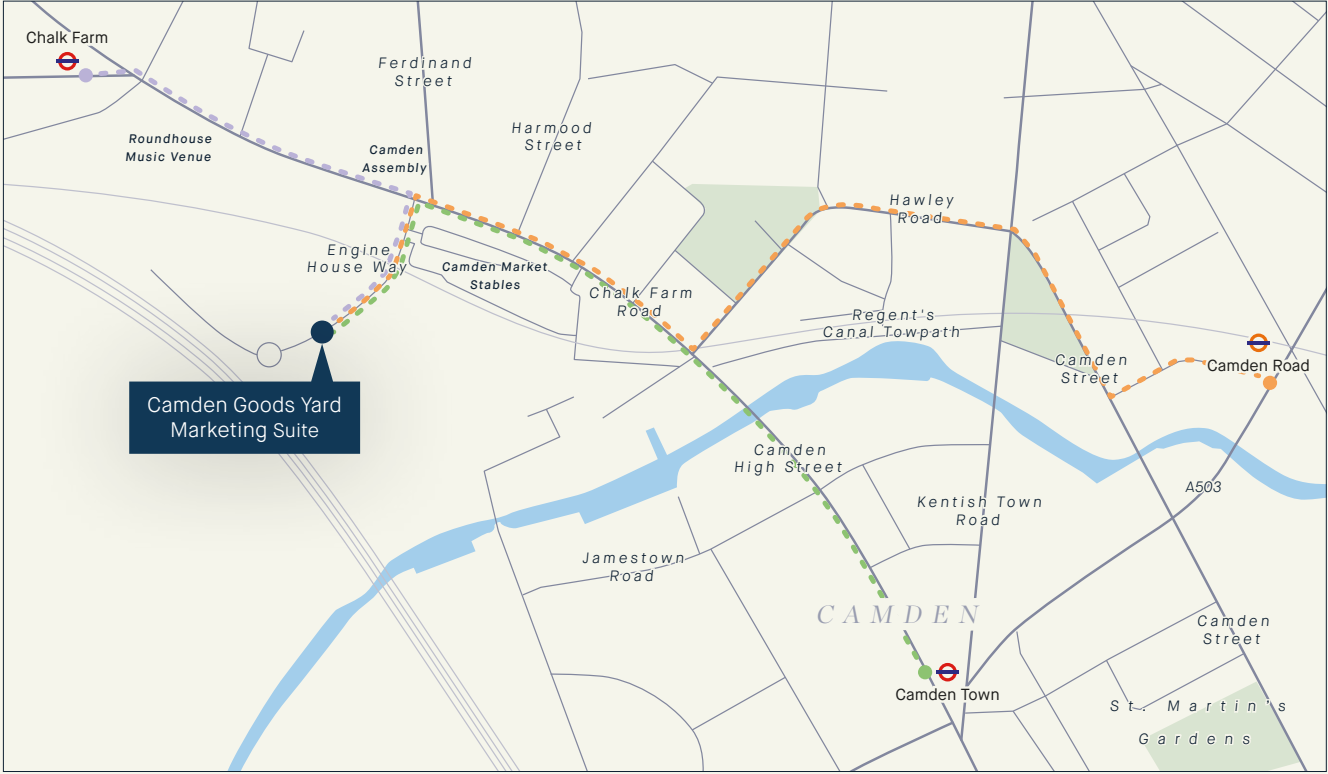 Chalk Farm
Ferdinand
Street
Roundhouse
Music Venue
Camden
Assembly
Harmood
Street
Hawley
Road
Engine
House Way
Camden Market
Stables
Chalk Farm
Road
Regent's
Canal Towpath
Camden
Street
Camden Road
Camden Goods Yard
Marketing Suite
Camden
High Street
A503
Kentish Town
Road
Jamestown
Road
CAMDEN
Camden
Street
Camden Town
St. Martin's
Gardens